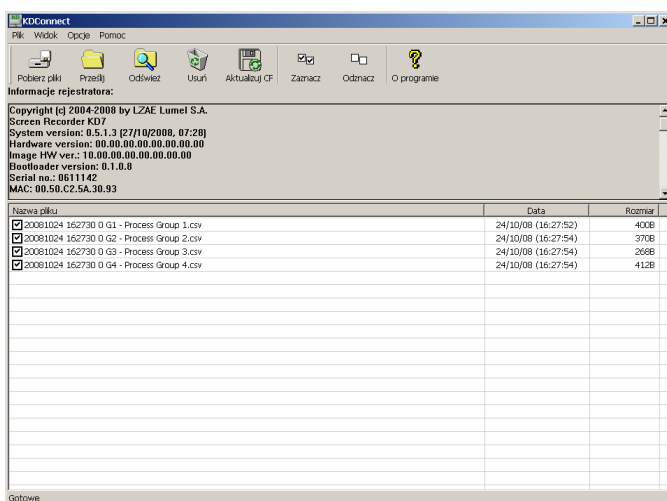 KDConnect
Plik Widok Opcje Pomoc
Pobierz pliki Prześlij Odśwież Usuń Aktualizuj CF Zaznacz Odznacz O programie
Informacje rejestratora:
Copyright (c) 2004-2008 by LZAE Lumel S.A.
Screen Recorder KD7
System version: 0.5.1.3 (27/10/2008, 07:28)
Hardware version: 00.00.00.00.00.00.00.00
Image HW ver.: 10.00.00.00.00.00.00.00
Bootloader version: 0.1.0.8
Serial no.: 0611142
MAC: 00.50.C2.5A.30.93
Nazwa pliku Data Rozmiar
20081024 162730 0 G1 - Process Group 1.csv 24/10/08 (16:27:52) 400B
20081024 162730 0 G2 - Process Group 2.csv 24/10/08 (16:27:54) 370B
20081024 162730 0 G3 - Process Group 3.csv 24/10/08 (16:27:54) 268B
20081024 162730 0 G4 - Process Group 4.csv 24/10/08 (16:27:54) 412B
Gotowe